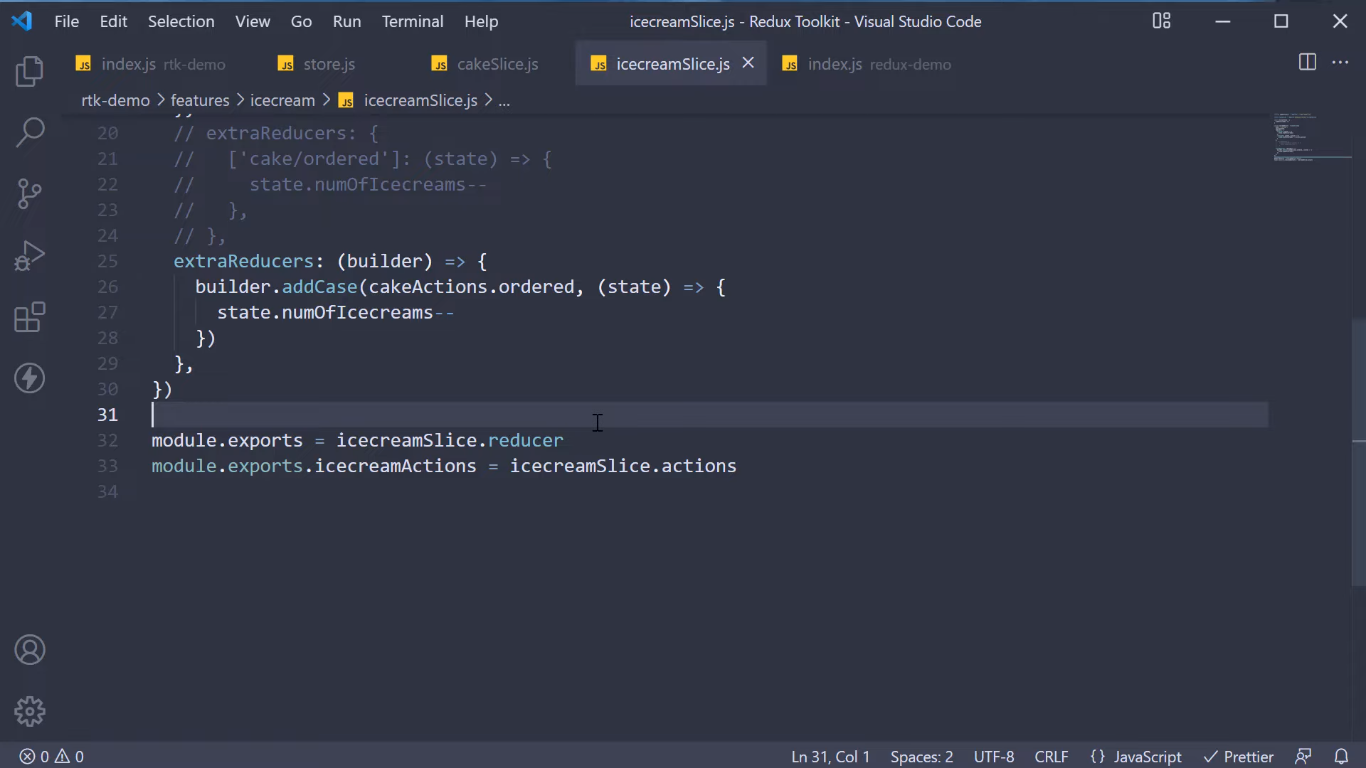 File Edit Selection View Go Run Terminal Help icecreamSlice.js - Redux Toolkit - Visual Studio Code
JS index.js rtk-demo JS store.js JS cakeSlice.js JS icecreamSlice.js JS index.js redux-demo
rtk-demo > features > icecream > JS icecreamSlice.js > ...
20 // extraReducers: {
21 // ['cake/ordered']: (state) => {
22 // state.numOfIcecreams--
23 // },
24 // },
25 extraReducers: (builder) => {
26 builder.addCase(cakeActions.ordered, (state) => {
27 state.numOfIcecreams--
28 })
29 },
30 })
31
32 module.exports = icecreamSlice.reducer
33 module.exports.icecreamActions = icecreamSlice.actions
34
0 0 Ln 31, Col 1 Spaces: 2 UTF-8 CRLF {} JavaScript Prettier